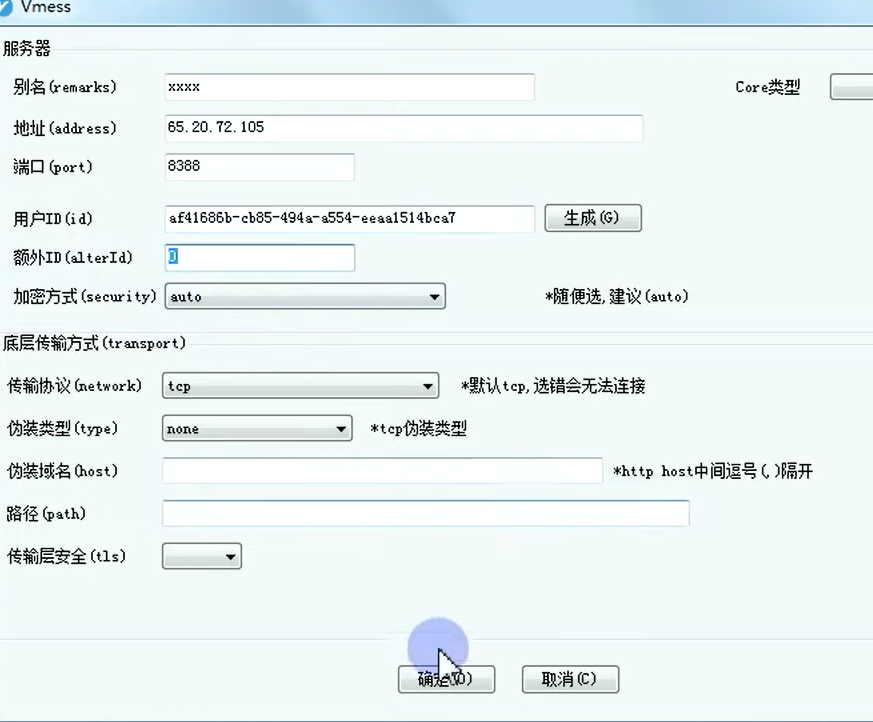 Vmess
服务器
别名(remarks) xxxx Core类型
地址(address) 65.20.72.105
端口(port) 8388
用户ID(id) af41686b-cb85-494a-a554-eeaa1514bca7 生成(G)
额外ID(alterId) 0
加密方式(security) auto *随便选,建议(auto)
底层传输方式(transport)
传输协议(network) tcp *默认tcp,选错会无法连接
伪装类型(type) none *tcp伪装类型
伪装域名(host) *http host中间逗号(,)隔开
路径(path)
传输层安全(tls)
确定(O) 取消(C)